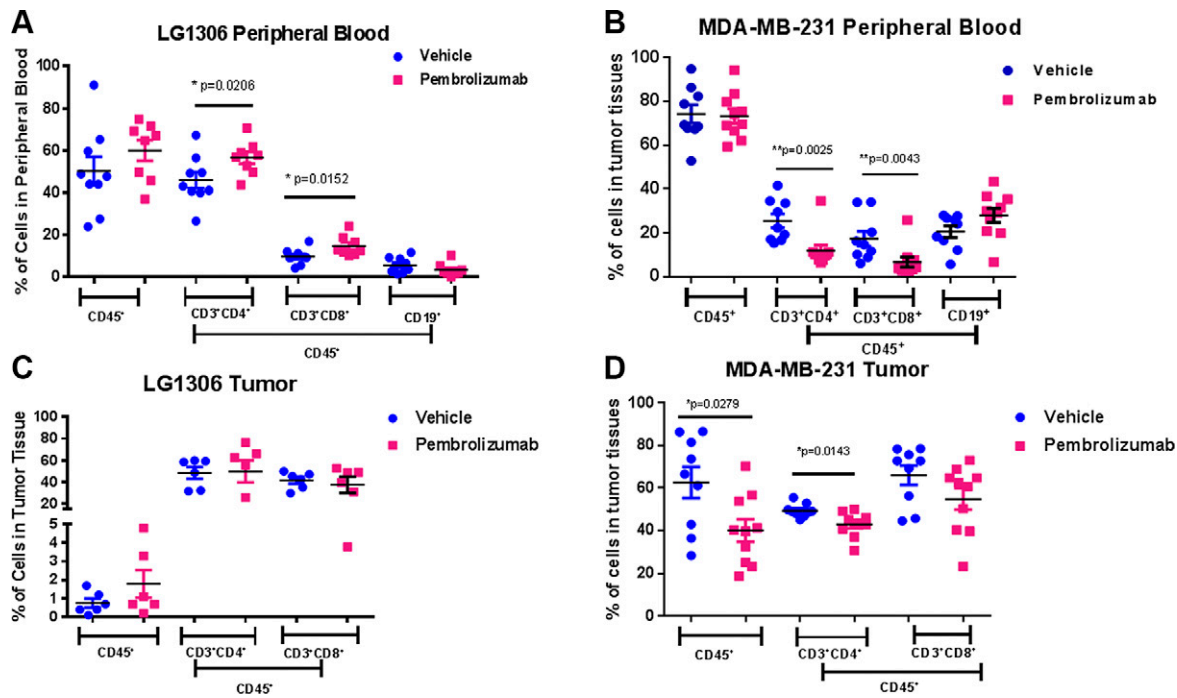 A
LG1306 Peripheral Blood
Vehicle
Pembrolizumab
% of Cells in Peripheral Blood
100
80
60
40
20
0
* p=0.0206
* p=0.0152
CD45⁺
CD3⁺CD4⁺
CD3⁺CD8⁺
CD19⁺
CD45⁺
B
MDA-MB-231 Peripheral Blood
Vehicle
Pembrolizumab
% of cells in tumor tissues
100
80
60
40
20
0
**p=0.0025
**p=0.0043
CD45⁺
CD3⁺CD4⁺
CD3⁺CD8⁺
CD19⁺
CD45⁺
C
LG1306 Tumor
Vehicle
Pembrolizumab
% of Cells in Tumor Tissue
100
80
60
40
20
5
4
3
2
1
0
CD45⁺
CD3⁺CD4⁺
CD3⁺CD8⁺
CD45⁺
D
MDA-MB-231 Tumor
Vehicle
Pembrolizumab
% of cells in tumor tissues
100
80
60
40
20
0
*p=0.0279
*p=0.0143
CD45⁺
CD3⁺CD4⁺
CD3⁺CD8⁺
CD45⁺